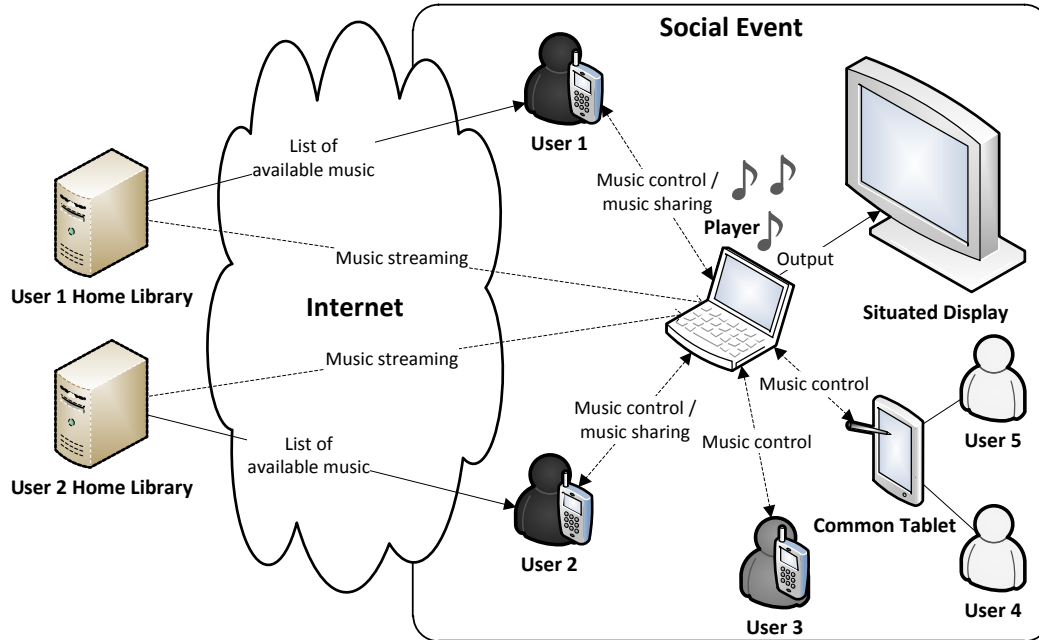 Social Event
User 1
List of
available music
Music control /
music sharing
Player
Music streaming
Output
User 1 Home Library
Internet
Situated Display
Music streaming
Music control
Music control /
music sharing
Music control
User 5
List of
available music
User 2 Home Library
Common Tablet
User 2
User 3
User 4